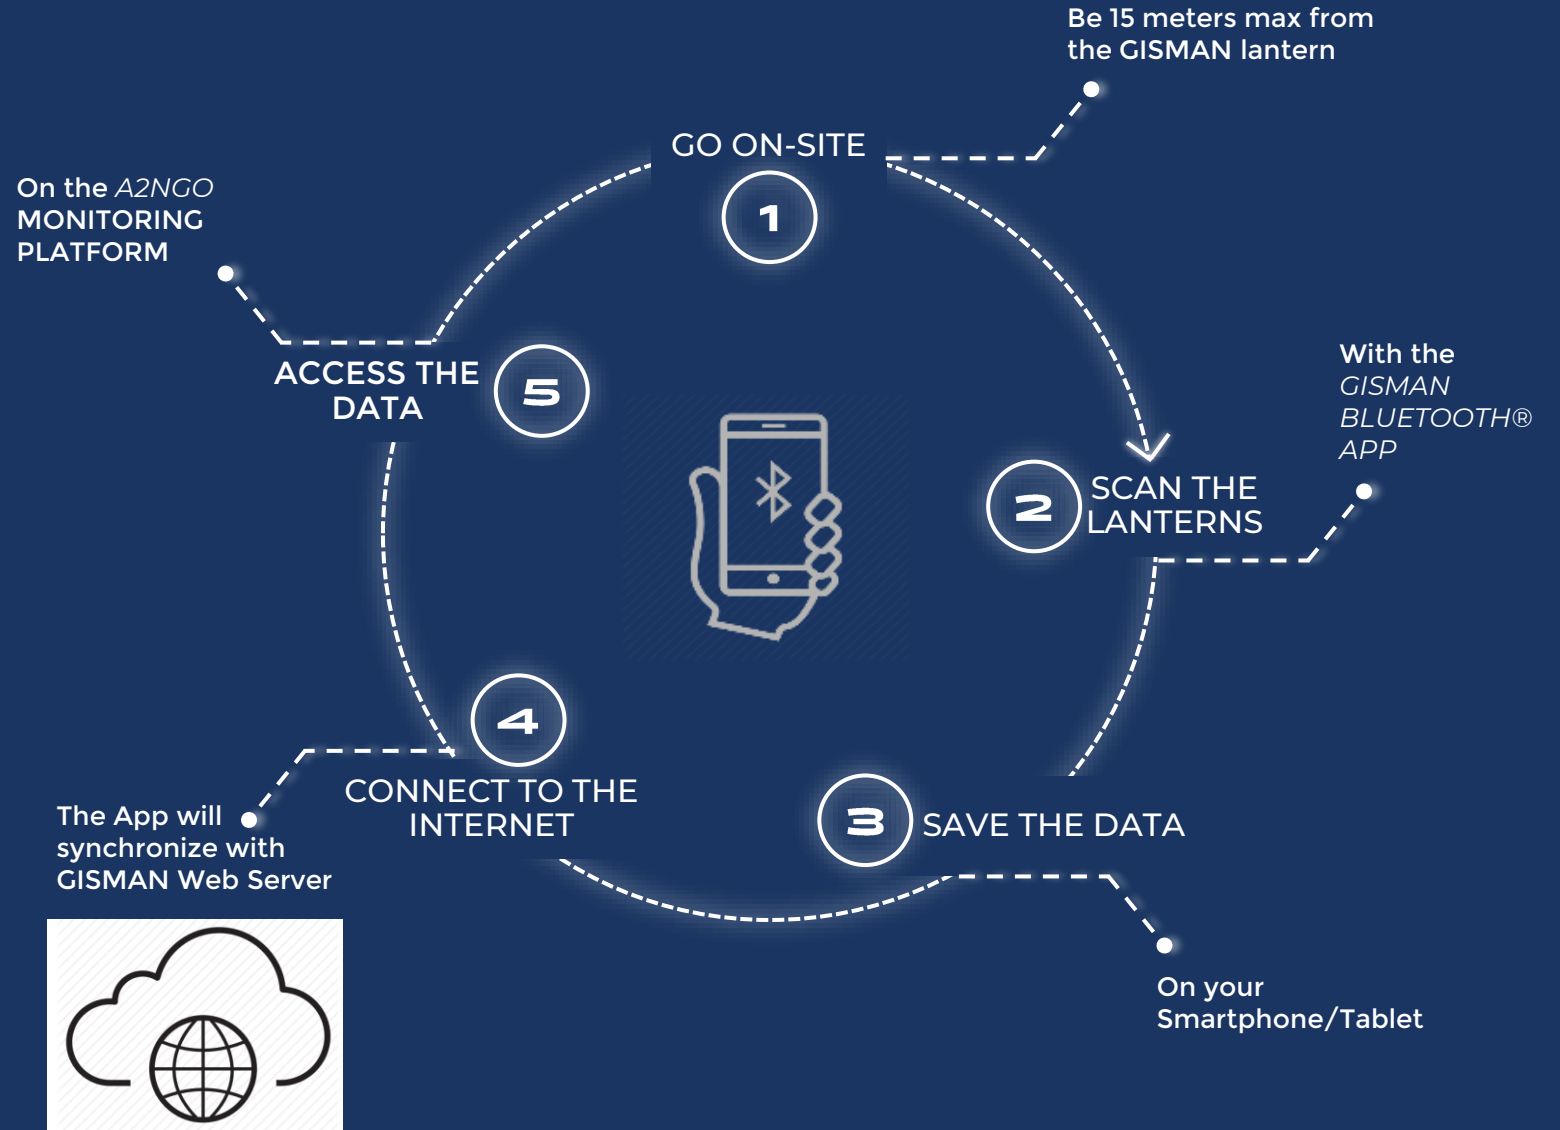 Be 15 meters max from
the GISMAN lantern
GO ON-SITE
1
With the
GISMAN
BLUETOOTH®
APP
2
SCAN THE
LANTERNS
3
SAVE THE DATA
On your
Smartphone/Tablet
4
CONNECT TO THE
INTERNET
The App will
synchronize with
GISMAN Web Server
5
ACCESS THE
DATA
On the A2NGO
MONITORING
PLATFORM